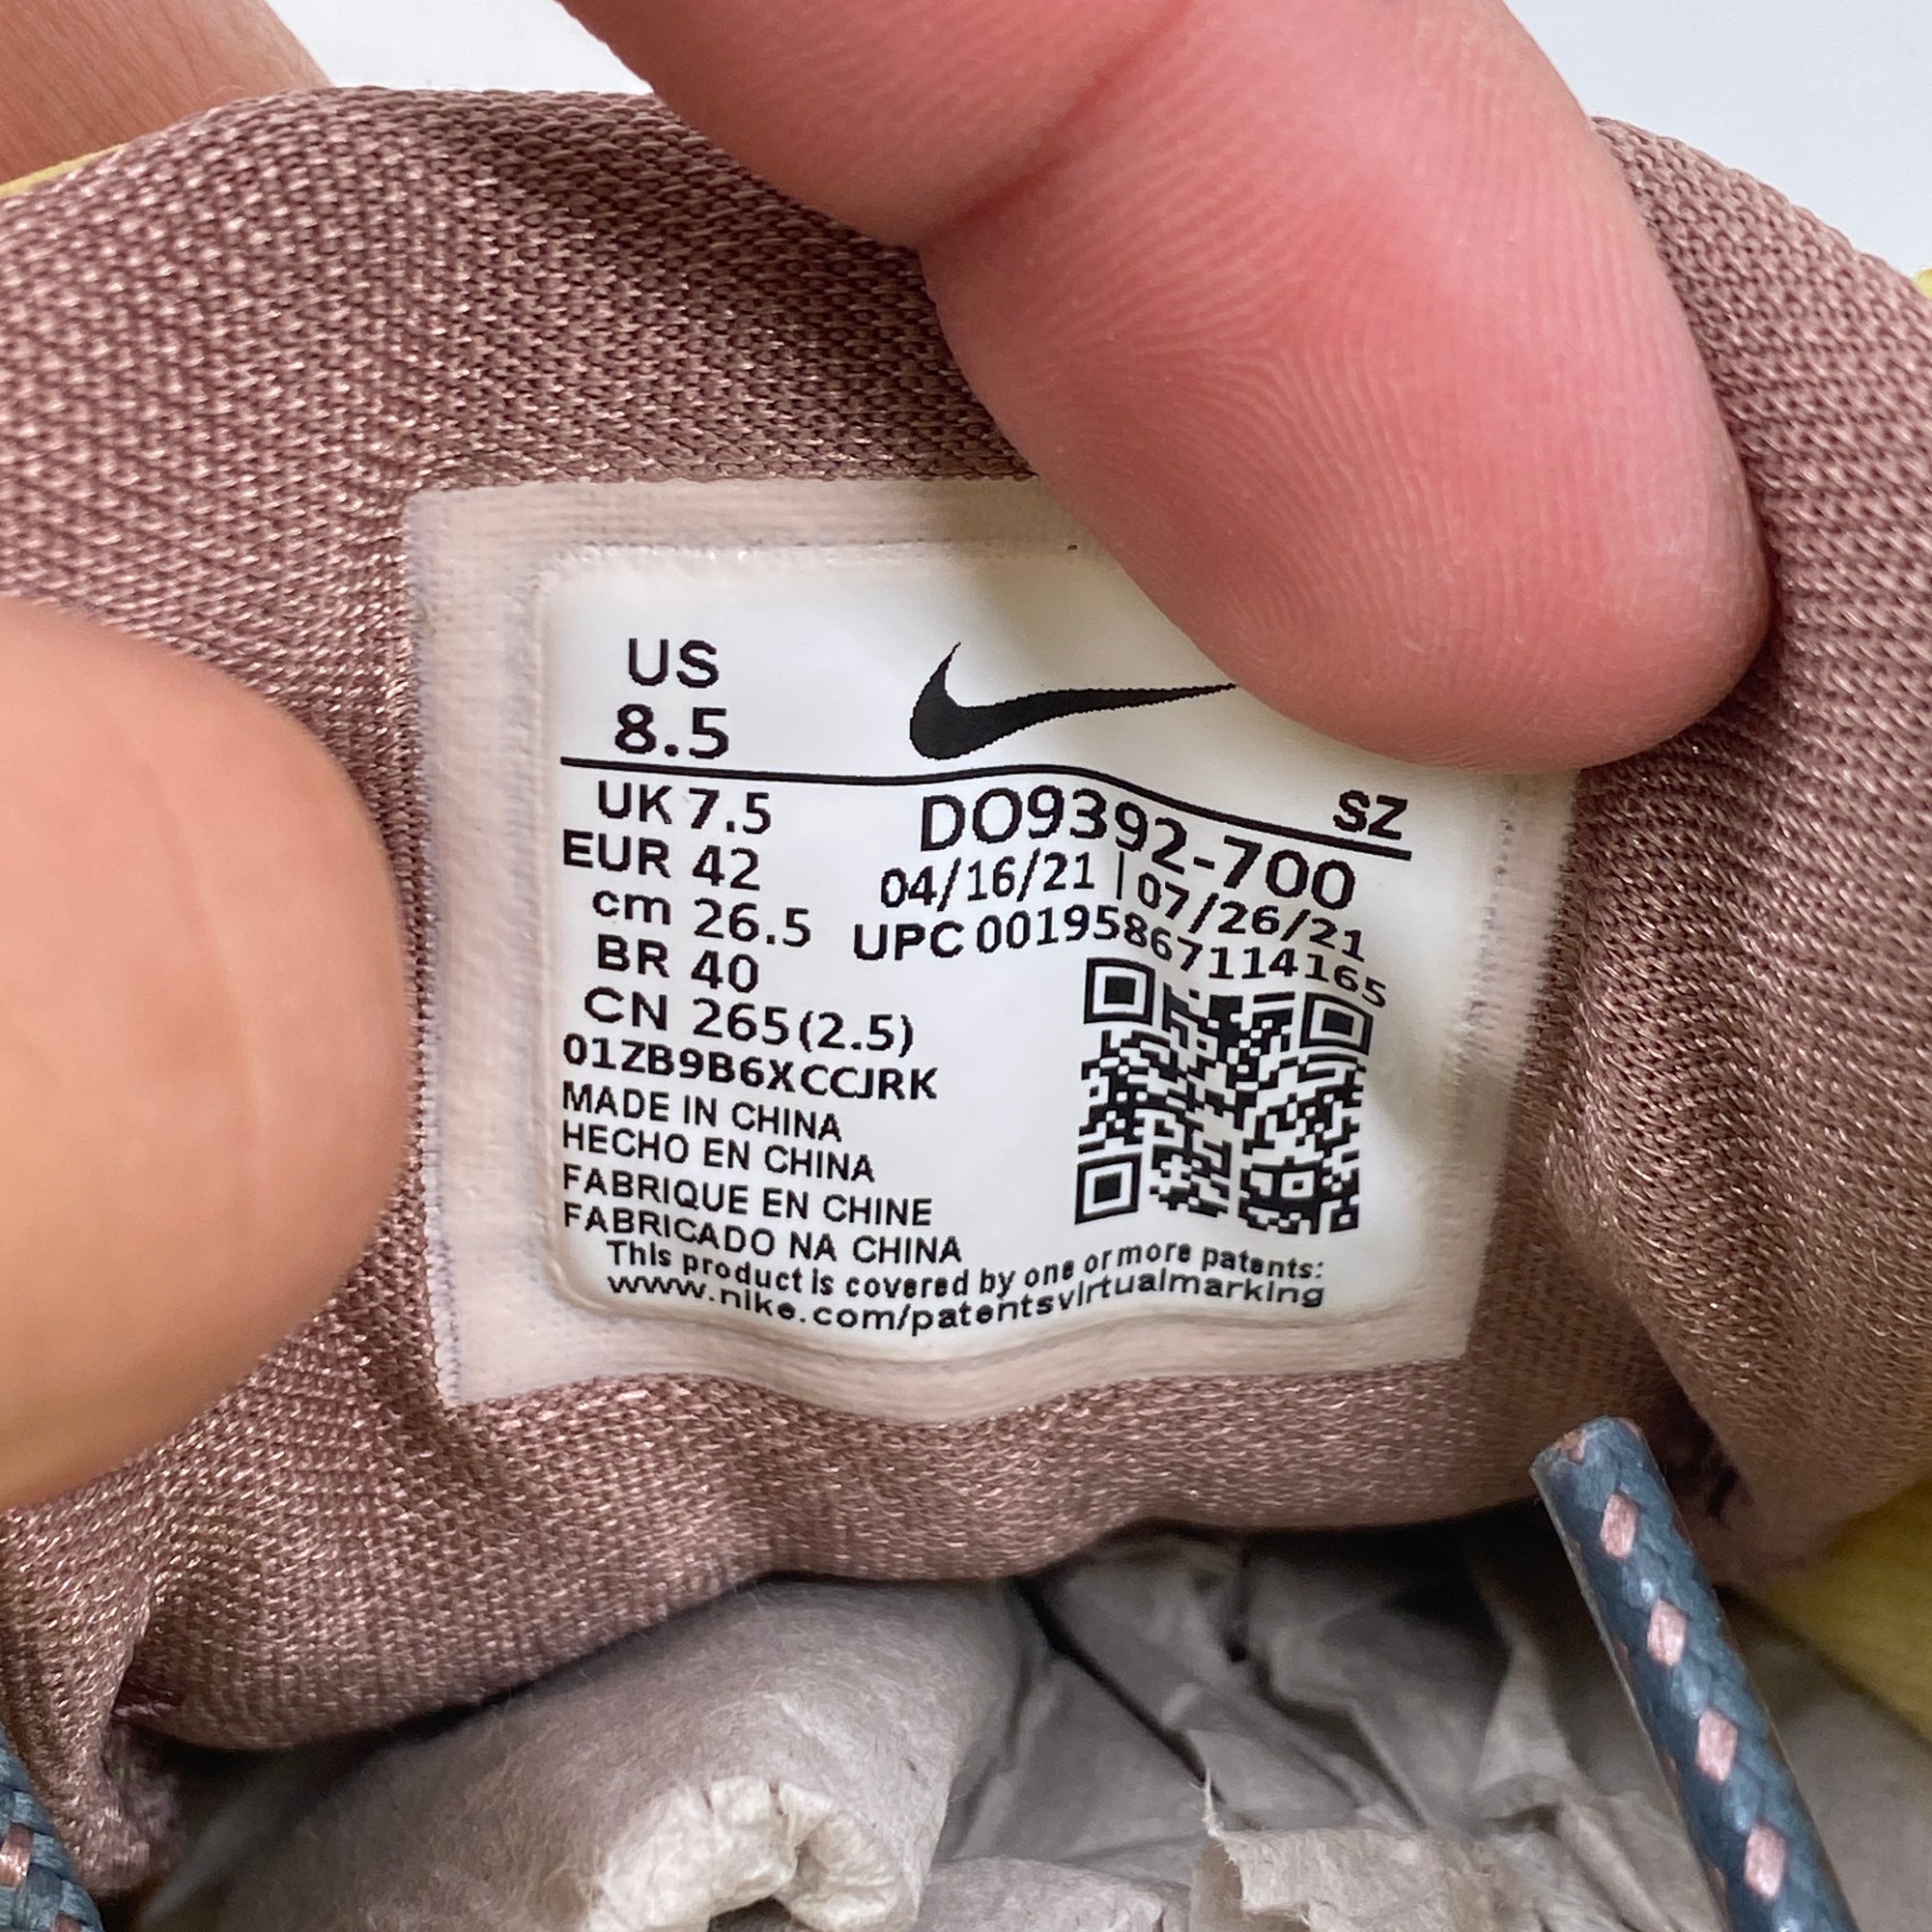 US
8.5
SZ
UK 7.5
EUR 42
cm 26.5
BR 40
CN 265(2.5)
01ZB9B6XCCJRK
DO9392-700
04/16/21 | 07/26/21
UPC 00195867114165
MADE IN CHINA
HECHO EN CHINA
FABRIQUE EN CHINE
FABRICADO NA CHINA
This product is covered by one or more patents:
www.nike.com/patentsvirtualmarking